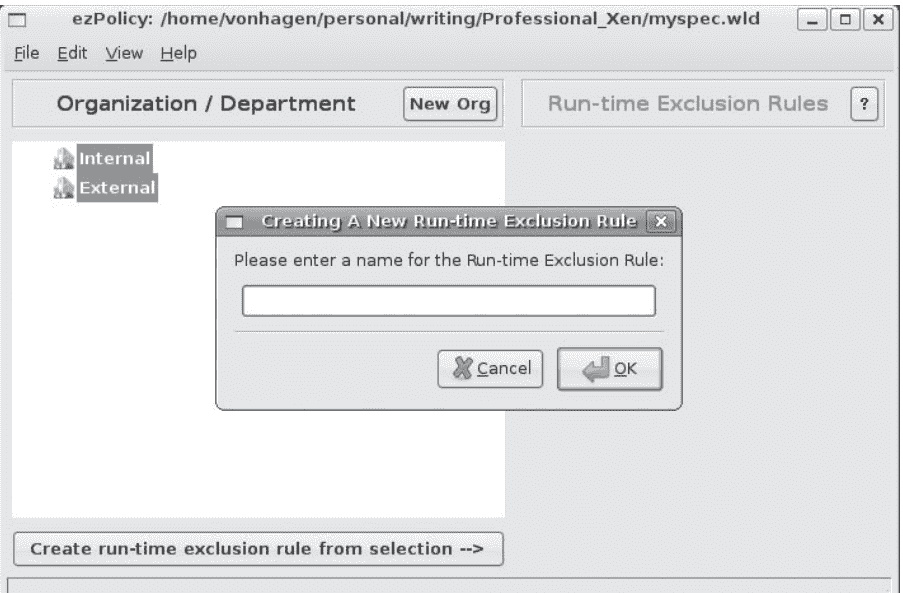 ezPolicy: /home/vonhagen/personal/writing/Professional_Xen/myspec.wld
File Edit View Help
Organization / Department New Org Run-time Exclusion Rules ?
Internal
External
Creating A New Run-time Exclusion Rule
Please enter a name for the Run-time Exclusion Rule:
Cancel OK
Create run-time exclusion rule from selection -->